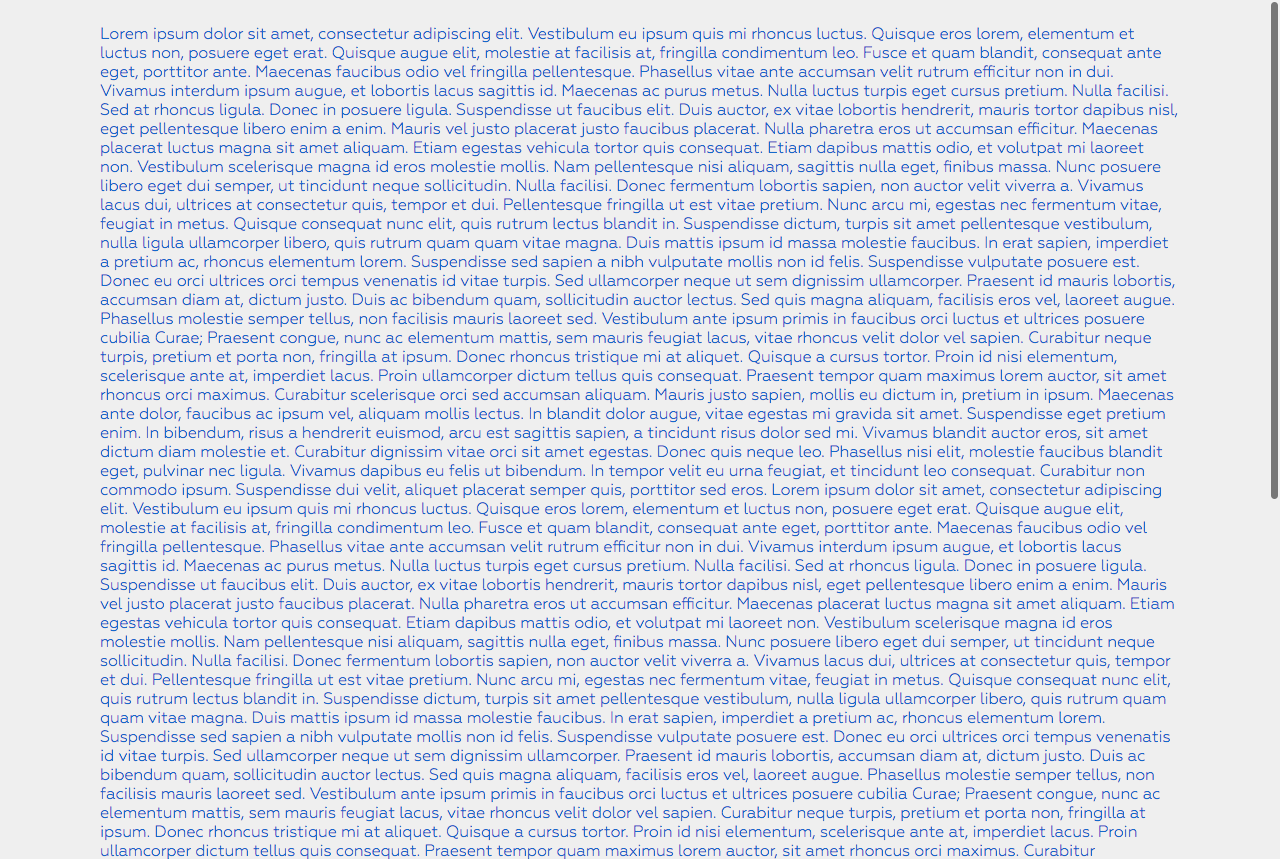 Lorem ipsum dolor sit amet, consectetur adipiscing elit. Vestibulum eu ipsum quis mi rhoncus luctus. Quisque eros lorem, elementum et
luctus non, posuere eget erat. Quisque augue elit, molestie at facilisis at, fringilla condimentum leo. Fusce et quam blandit, consequat ante
eget, porttitor ante. Maecenas faucibus odio vel fringilla pellentesque. Phasellus vitae ante accumsan velit rutrum efficitur non in dui.
Vivamus interdum ipsum augue, et lobortis lacus sagittis id. Maecenas ac purus metus. Nulla luctus turpis eget cursus pretium. Nulla facilisi.
Sed at rhoncus ligula. Donec in posuere ligula. Suspendisse ut faucibus elit. Duis auctor, ex vitae lobortis hendrerit, mauris tortor dapibus nisl,
eget pellentesque libero enim a enim. Mauris vel justo placerat justo faucibus placerat. Nulla pharetra eros ut accumsan efficitur. Maecenas
placerat luctus magna sit amet aliquam. Etiam egestas vehicula tortor quis consequat. Etiam dapibus mattis odio, et volutpat mi laoreet
non. Vestibulum scelerisque magna id eros molestie mollis. Nam pellentesque nisi aliquam, sagittis nulla eget, finibus massa. Nunc posuere
libero eget dui semper, ut tincidunt neque sollicitudin. Nulla facilisi. Donec fermentum lobortis sapien, non auctor velit viverra a. Vivamus
lacus dui, ultrices at consectetur quis, tempor et dui. Pellentesque fringilla ut est vitae pretium. Nunc arcu mi, egestas nec fermentum vitae,
feugiat in metus. Quisque consequat nunc elit, quis rutrum lectus blandit in. Suspendisse dictum, turpis sit amet pellentesque vestibulum,
nulla ligula ullamcorper libero, quis rutrum quam quam vitae magna. Duis mattis ipsum id massa molestie faucibus. In erat sapien, imperdiet
a pretium ac, rhoncus elementum lorem. Suspendisse sed sapien a nibh vulputate mollis non id felis. Suspendisse vulputate posuere est.
Donec eu orci ultrices orci tempus venenatis id vitae turpis. Sed ullamcorper neque ut sem dignissim ullamcorper. Praesent id mauris lobortis,
accumsan diam at, dictum justo. Duis ac bibendum quam, sollicitudin auctor lectus. Sed quis magna aliquam, facilisis eros vel, laoreet augue.
Phasellus molestie semper tellus, non facilisis mauris laoreet sed. Vestibulum ante ipsum primis in faucibus orci luctus et ultrices posuere
cubilia Curae; Praesent congue, nunc ac elementum mattis, sem mauris feugiat lacus, vitae rhoncus velit dolor vel sapien. Curabitur neque
turpis, pretium et porta non, fringilla at ipsum. Donec rhoncus tristique mi at aliquet. Quisque a cursus tortor. Proin id nisi elementum,
scelerisque ante at, imperdiet lacus. Proin ullamcorper dictum tellus quis consequat. Praesent tempor quam maximus lorem auctor, sit amet
rhoncus orci maximus. Curabitur scelerisque orci sed accumsan aliquam. Mauris justo sapien, mollis eu dictum in, pretium in ipsum. Maecenas
ante dolor, faucibus ac ipsum vel, aliquam mollis lectus. In blandit dolor augue, vitae egestas mi gravida sit amet. Suspendisse eget pretium
enim. In bibendum, risus a hendrerit euismod, arcu est sagittis sapien, a tincidunt risus dolor sed mi. Vivamus blandit auctor eros, sit amet
dictum diam molestie et. Curabitur dignissim vitae orci sit amet egestas. Donec quis neque leo. Phasellus nisi elit, molestie faucibus blandit
eget, pulvinar nec ligula. Vivamus dapibus eu felis ut bibendum. In tempor velit eu urna feugiat, et tincidunt leo consequat. Curabitur non
commodo ipsum. Suspendisse dui velit, aliquet placerat semper quis, porttitor sed eros. Lorem ipsum dolor sit amet, consectetur adipiscing
elit. Vestibulum eu ipsum quis mi rhoncus luctus. Quisque eros lorem, elementum et luctus non, posuere eget erat. Quisque augue elit,
molestie at facilisis at, fringilla condimentum leo. Fusce et quam blandit, consequat ante eget, porttitor ante. Maecenas faucibus odio vel
fringilla pellentesque. Phasellus vitae ante accumsan velit rutrum efficitur non in dui. Vivamus interdum ipsum augue, et lobortis lacus
sagittis id. Maecenas ac purus metus. Nulla luctus turpis eget cursus pretium. Nulla facilisi. Sed at rhoncus ligula. Donec in posuere ligula.
Suspendisse ut faucibus elit. Duis auctor, ex vitae lobortis hendrerit, mauris tortor dapibus nisl, eget pellentesque libero enim a enim. Mauris
vel justo placerat justo faucibus placerat. Nulla pharetra eros ut accumsan efficitur. Maecenas placerat luctus magna sit amet aliquam. Etiam
egestas vehicula tortor quis consequat. Etiam dapibus mattis odio, et volutpat mi laoreet non. Vestibulum scelerisque magna id eros
molestie mollis. Nam pellentesque nisi aliquam, sagittis nulla eget, finibus massa. Nunc posuere libero eget dui semper, ut tincidunt neque
sollicitudin. Nulla facilisi. Donec fermentum lobortis sapien, non auctor velit viverra a. Vivamus lacus dui, ultrices at consectetur quis, tempor
et dui. Pellentesque fringilla ut est vitae pretium. Nunc arcu mi, egestas nec fermentum vitae, feugiat in metus. Quisque consequat nunc elit,
quis rutrum lectus blandit in. Suspendisse dictum, turpis sit amet pellentesque vestibulum, nulla ligula ullamcorper libero, quis rutrum quam
quam vitae magna. Duis mattis ipsum id massa molestie faucibus. In erat sapien, imperdiet a pretium ac, rhoncus elementum lorem.
Suspendisse sed sapien a nibh vulputate mollis non id felis. Suspendisse vulputate posuere est. Donec eu orci ultrices orci tempus venenatis
id vitae turpis. Sed ullamcorper neque ut sem dignissim ullamcorper. Praesent id mauris lobortis, accumsan diam at, dictum justo. Duis ac
bibendum quam, sollicitudin auctor lectus. Sed quis magna aliquam, facilisis eros vel, laoreet augue. Phasellus molestie semper tellus, non
facilisis mauris laoreet sed. Vestibulum ante ipsum primis in faucibus orci luctus et ultrices posuere cubilia Curae; Praesent congue, nunc ac
elementum mattis, sem mauris feugiat lacus, vitae rhoncus velit dolor vel sapien. Curabitur neque turpis, pretium et porta non, fringilla at
ipsum. Donec rhoncus tristique mi at aliquet. Quisque a cursus tortor. Proin id nisi elementum, scelerisque ante at, imperdiet lacus. Proin
ullamcorper dictum tellus quis consequat. Praesent tempor quam maximus lorem auctor, sit amet rhoncus orci maximus. Curabitur